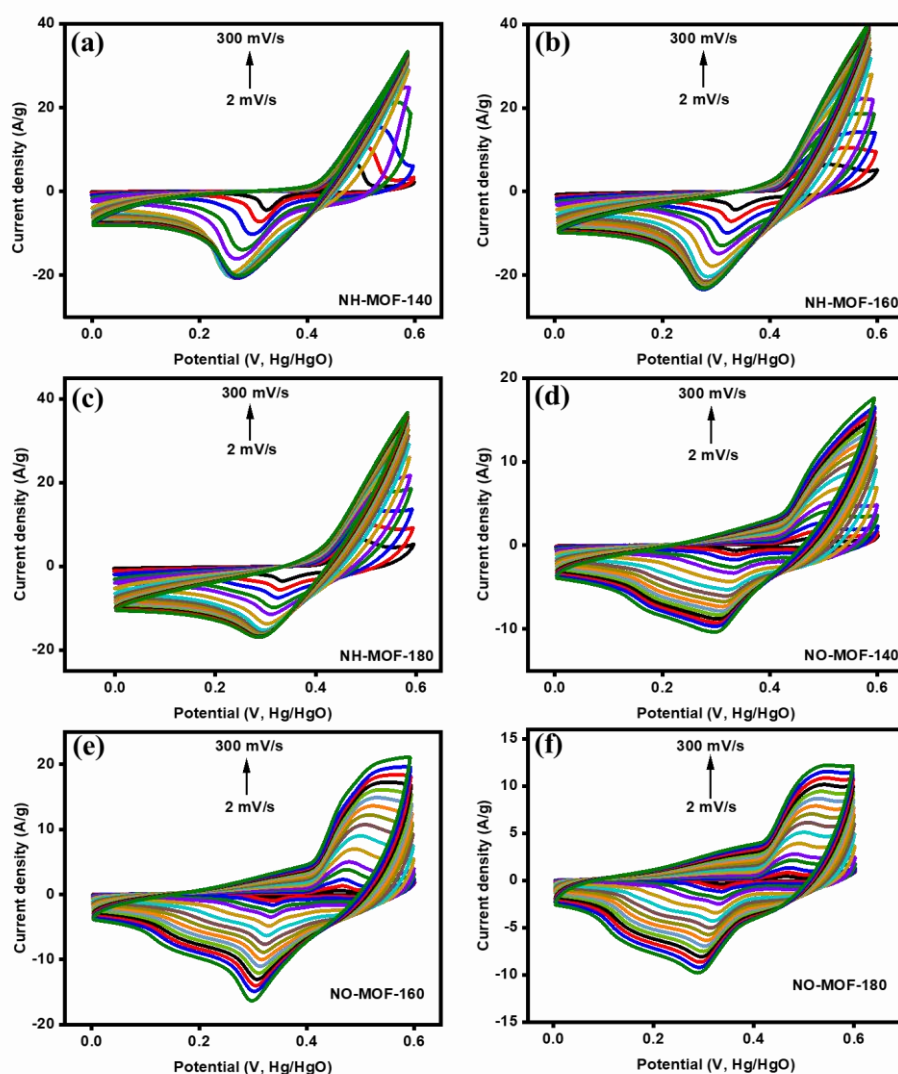 (a)
300 mV/s
2 mV/s
NH-MOF-140
Current density (A/g)
40
20
0
-20
0.0 0.2 0.4 0.6
Potential (V, Hg/HgO)
(b)
300 mV/s
2 mV/s
NH-MOF-160
Current density (A/g)
40
20
0
-20
0.0 0.2 0.4 0.6
Potential (V, Hg/HgO)
(c)
300 mV/s
2 mV/s
NH-MOF-180
Current density (A/g)
40
20
0
-20
0.0 0.2 0.4 0.6
Potential (V, Hg/HgO)
(d)
300 mV/s
2 mV/s
NO-MOF-140
Current density (A/g)
20
10
0
-10
0.0 0.2 0.4 0.6
Potential (V, Hg/HgO)
(e)
300 mV/s
2 mV/s
NO-MOF-160
Current density (A/g)
20
10
0
-10
-20
0.0 0.2 0.4 0.6
Potential (V, Hg/HgO)
(f)
300 mV/s
2 mV/s
NO-MOF-180
Current density (A/g)
15
10
5
0
-5
-10
-15
0.0 0.2 0.4 0.6
Potential (V, Hg/HgO)